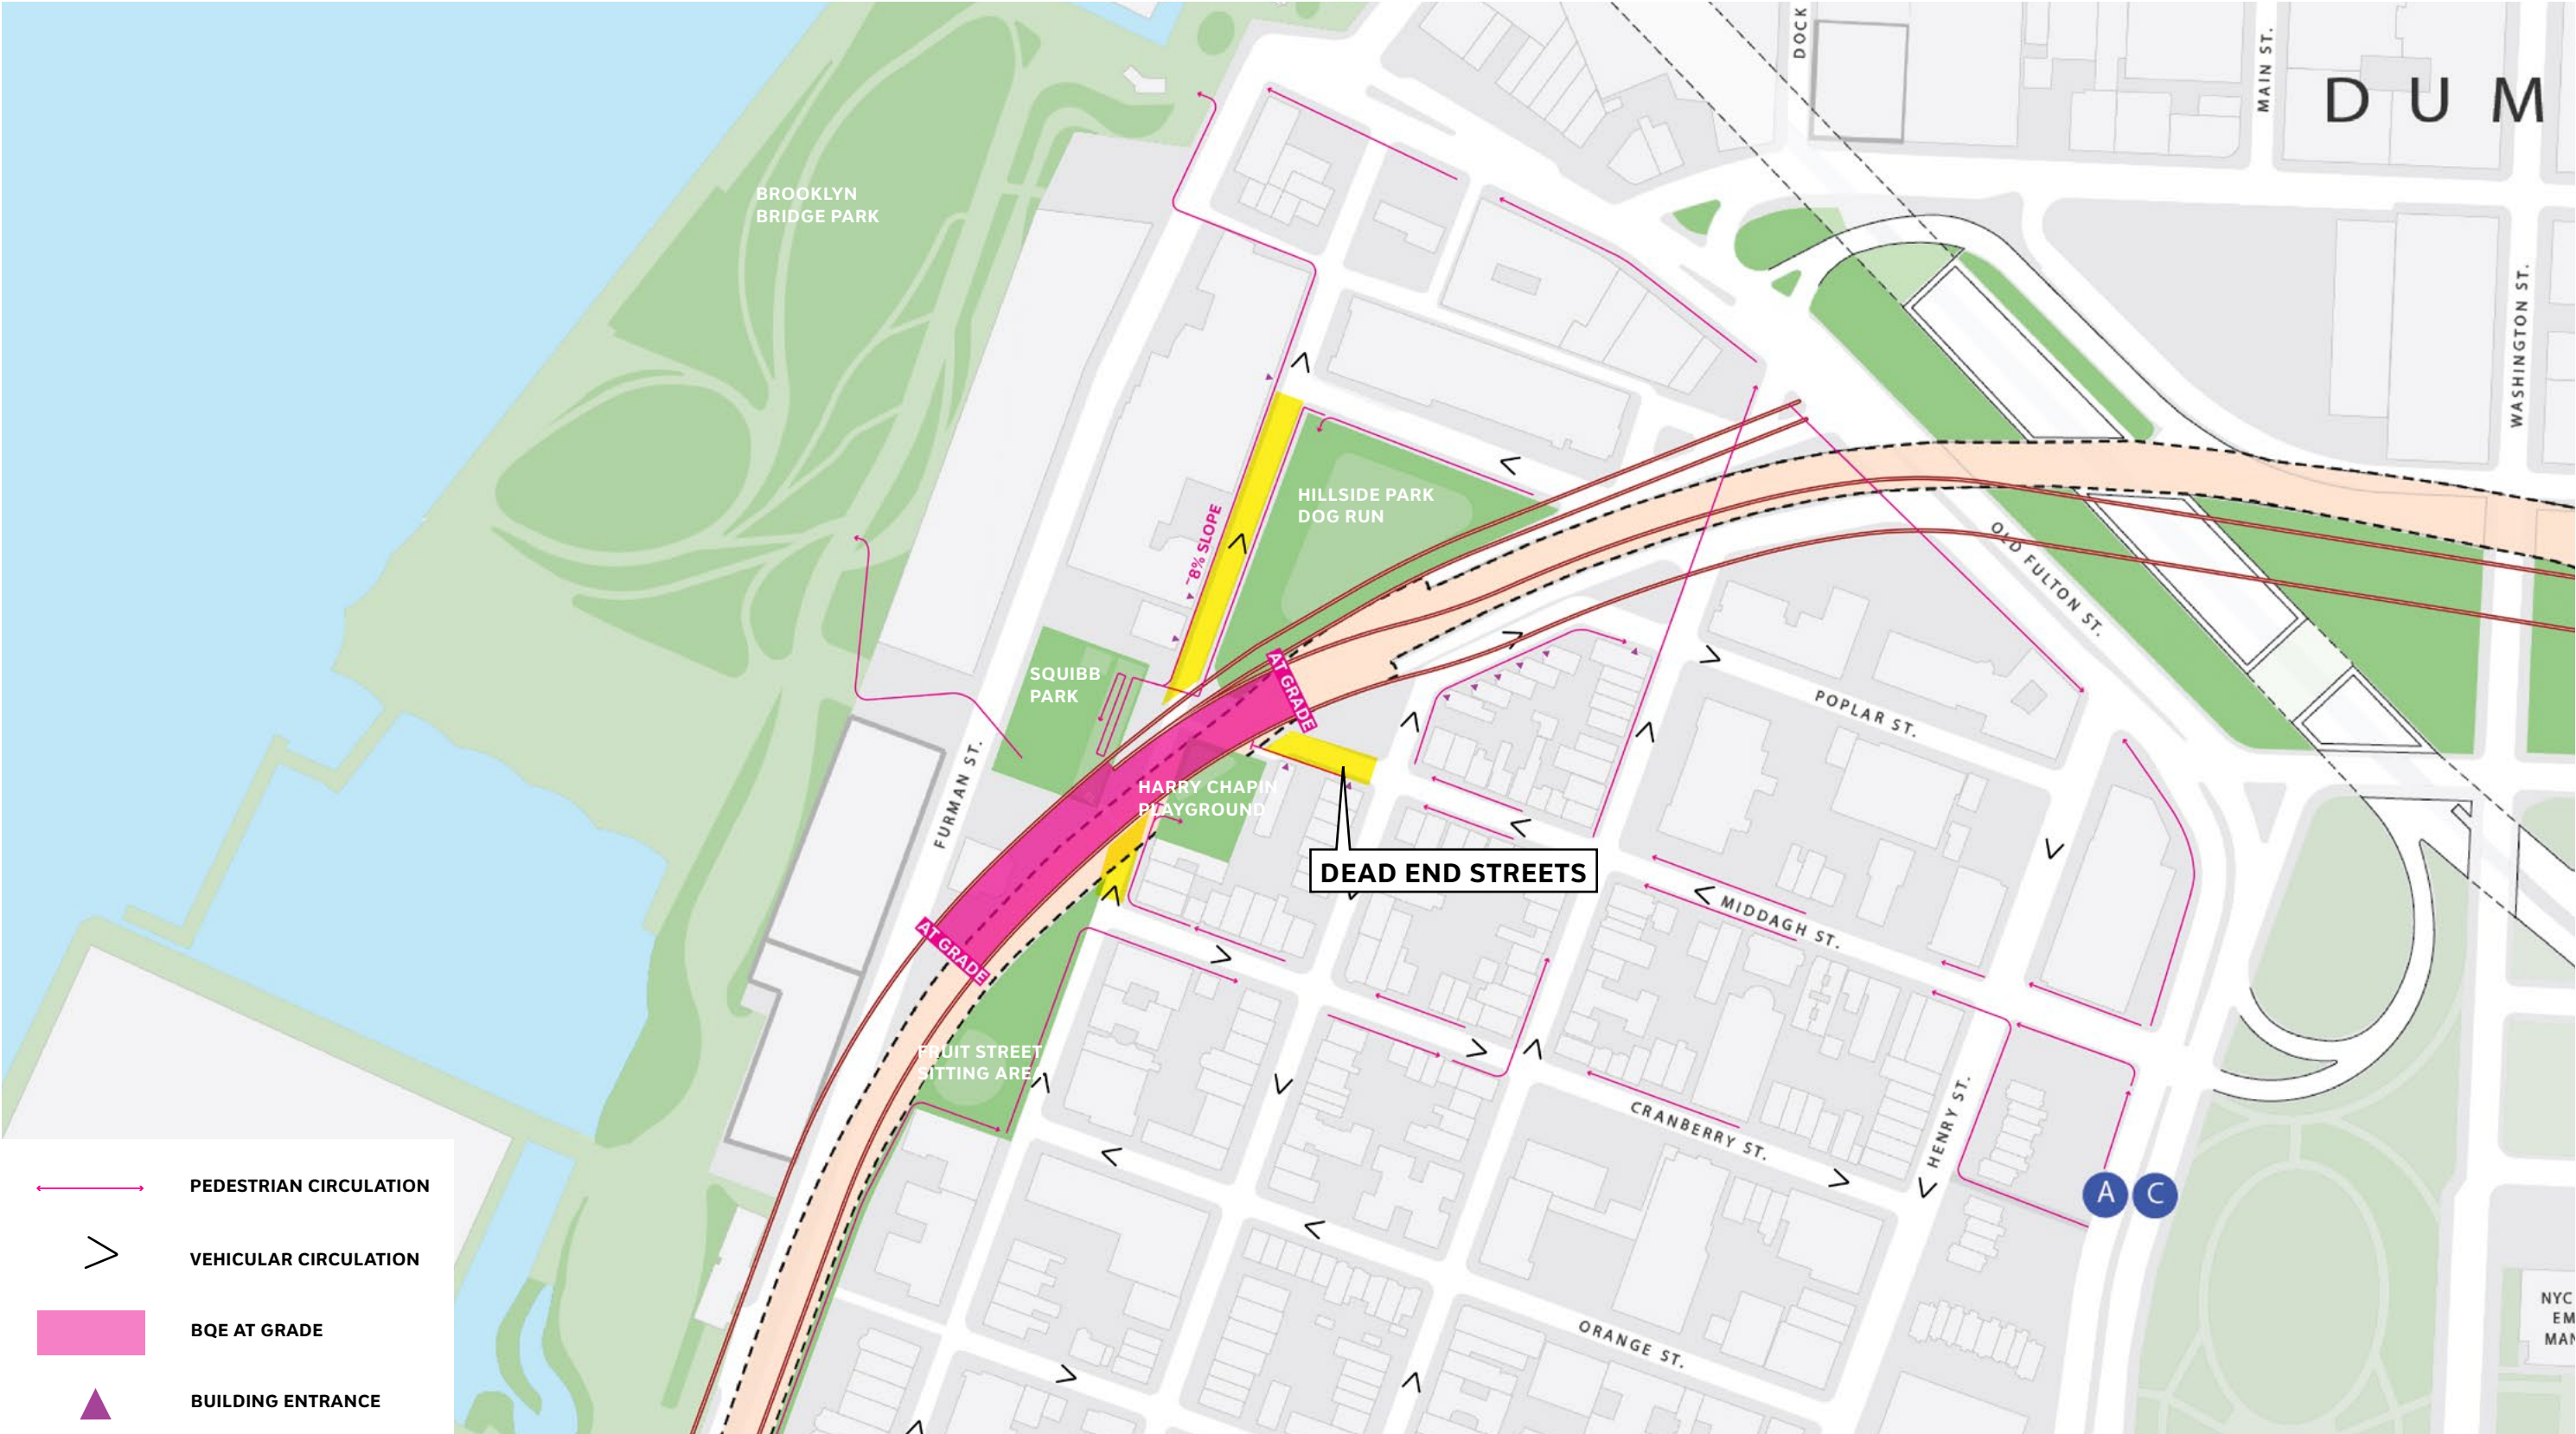 DOCK
MAIN ST.
D U M
BROOKLYN
BRIDGE PARK
WASHINGTON ST.
HILLSIDE PARK
DOG RUN
~8% SLOPE
OLD FULTON ST.
SQUIBB
PARK
AT GRADE
POPLAR ST.
FURMAN ST.
HARRY CHAPIN
PLAYGROUND
DEAD END STREETS
MIDDAGH ST.
AT GRADE
FRUIT STREET
SITTING AREA
CRANBERRY ST.
HENRY ST.
A C
ORANGE ST.
NYC
EM
MAN
PEDESTRIAN CIRCULATION
VEHICULAR CIRCULATION
BQE AT GRADE
BUILDING ENTRANCE